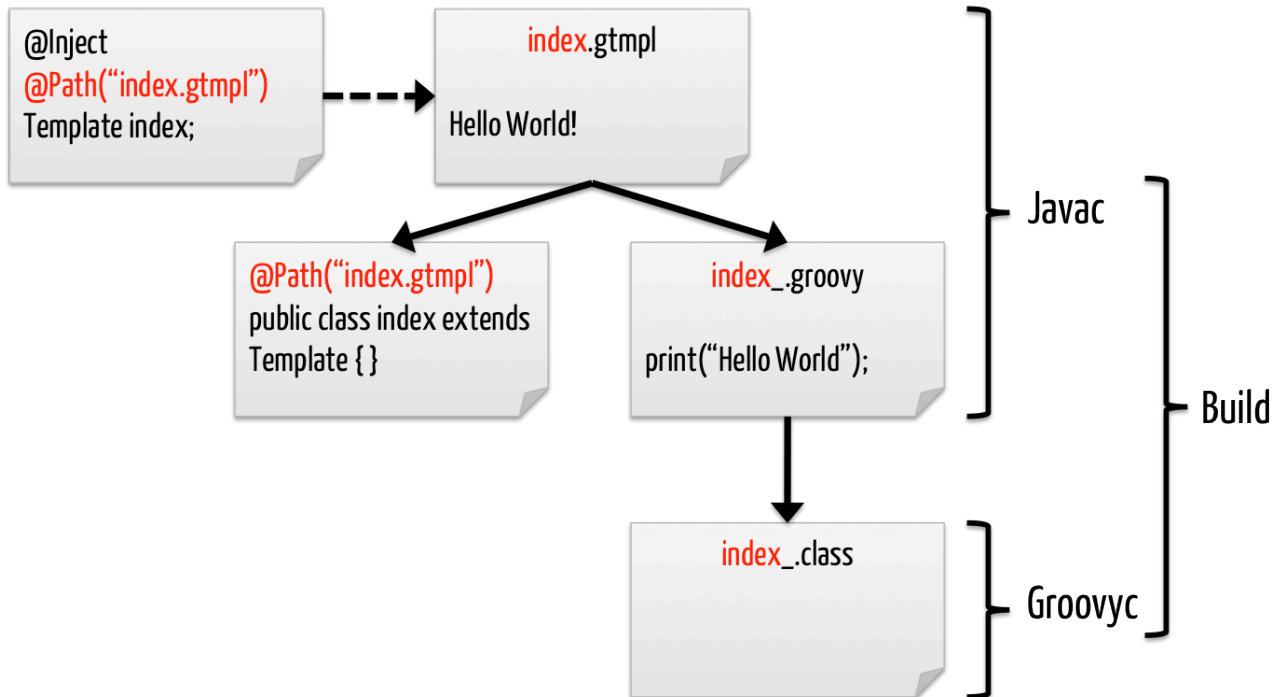 @Inject
@Path(“index.gtmpl”)
Template index;
index.gtmpl
Hello World!
@Path(“index.gtmpl”)
public class index extends
Template { }
index_.groovy
print(“Hello World”);
Javac
Build
index_.class
Groovyc